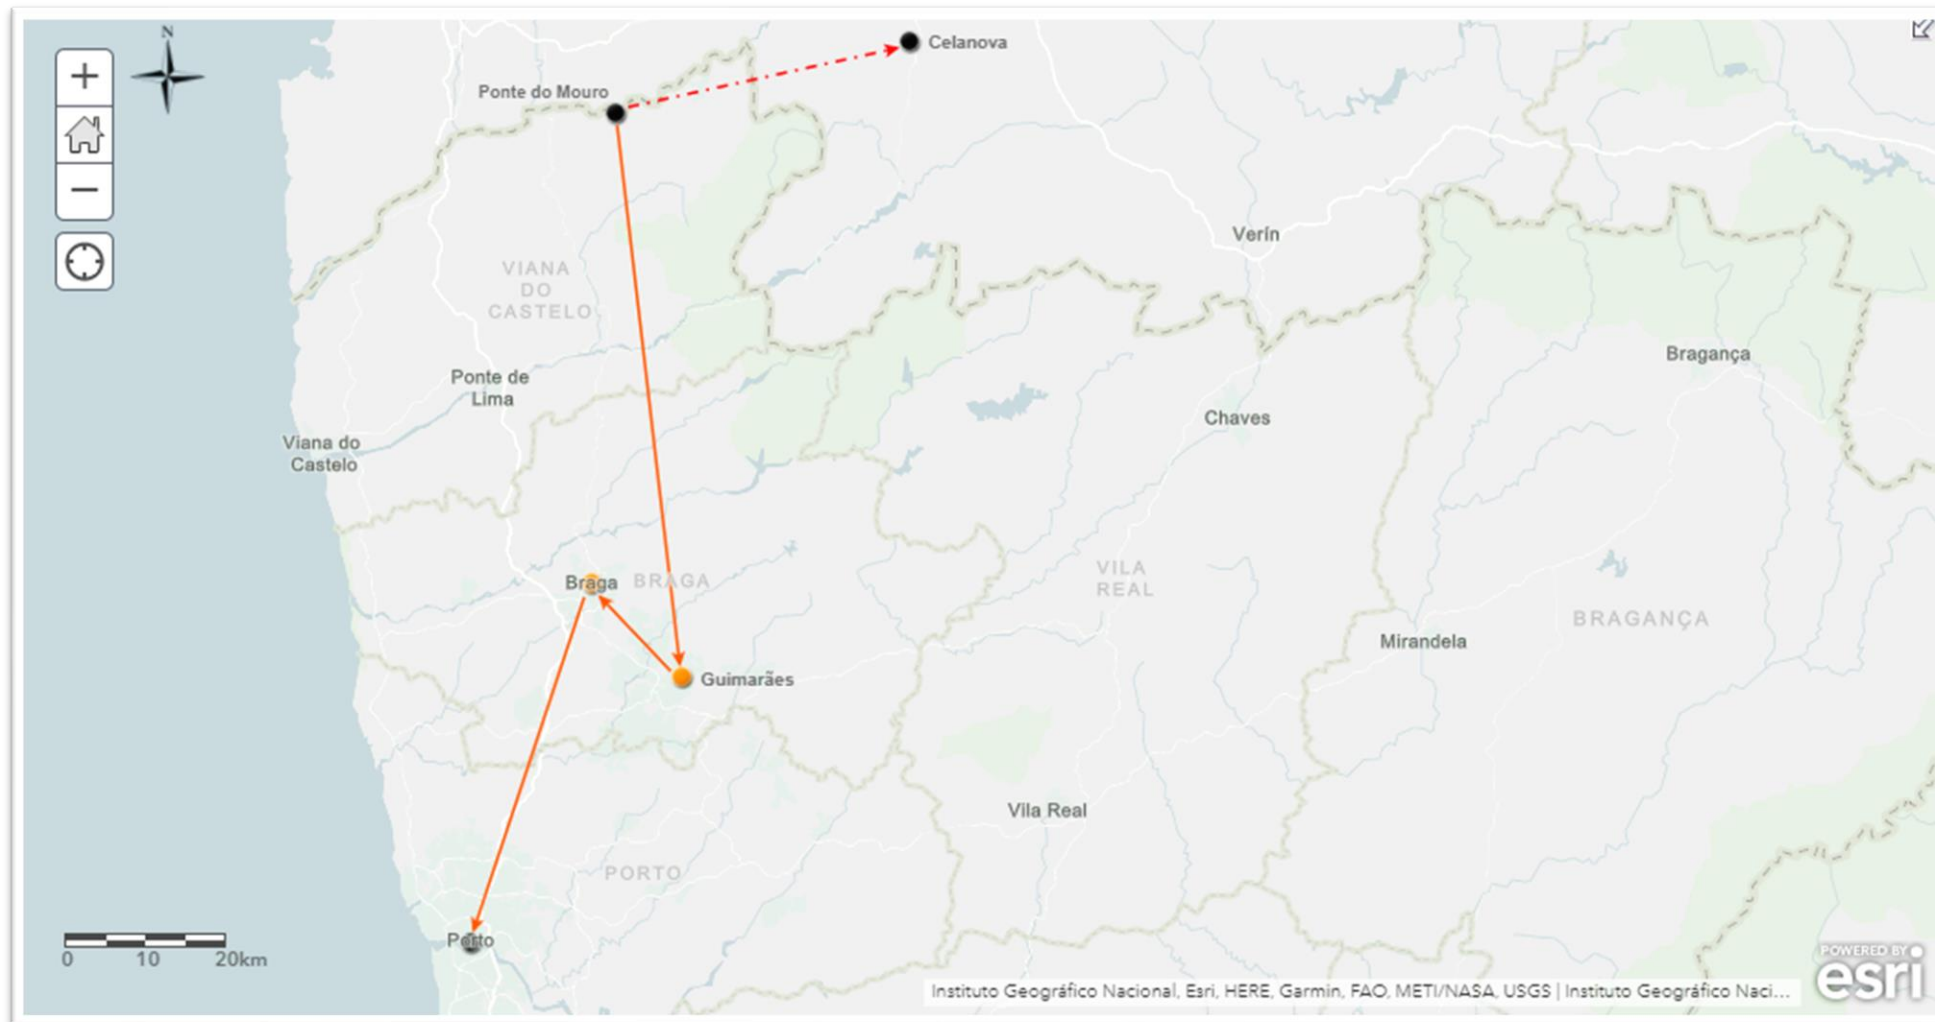 N
Celanova
Ponte do Mouro
Verín
VIANA
DO
CASTELO
Bragança
Ponte de
Lima
Chaves
Viana do
Castelo
VILA
REAL
Braga
BRAGA
BRAGANÇA
Mirandela
Guimarães
Vila Real
PORTO
Porto
0 10 20km
POWERED BY
esri
Instituto Geográfico Nacional, Esri, HERE, Garmin, FAO, METI/NASA, USGS | Instituto Geográfico Naci...